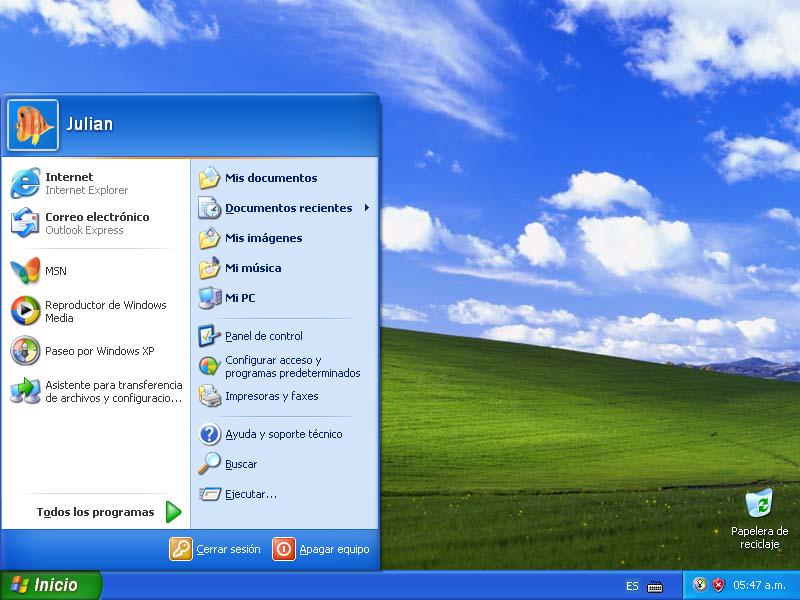 Julian
Internet
Internet Explorer
Correo electrónico
Outlook Express
MSN
Reproductor de Windows
Media
Paseo por Windows XP
Asistente para transferencia
de archivos y configuracio...
Todos los programas
Mis documentos
Documentos recientes
Mis imágenes
Mi música
Mi PC
Panel de control
Configurar acceso y
programas predeterminados
Impresoras y faxes
Ayuda y soporte técnico
Buscar
Ejecutar...
Cerrar sesión
Apagar equipo
Papelera de
reciclaje
Inicio
ES
05:47 a.m.